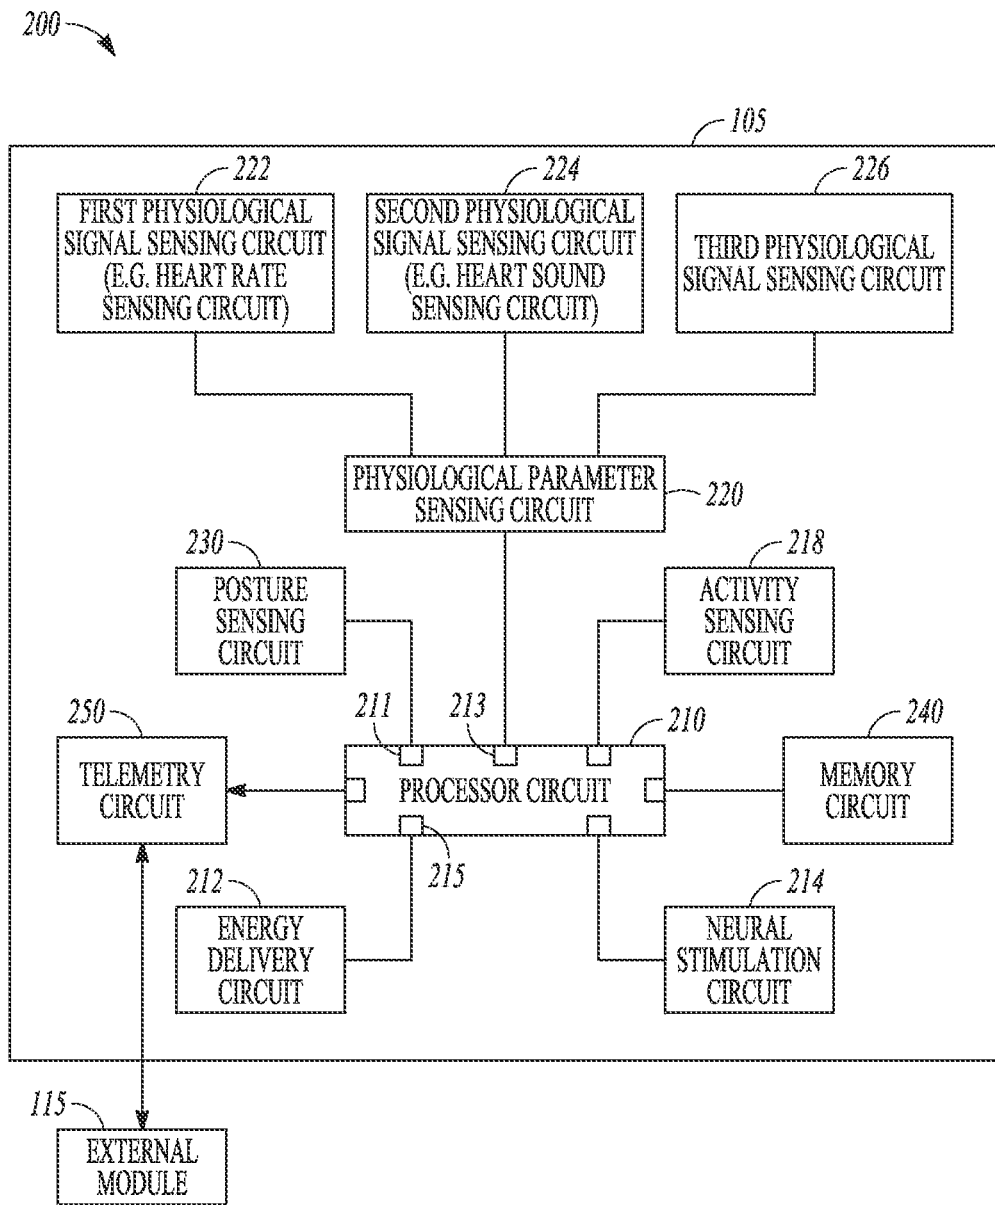 200
105
222
FIRST PHYSIOLOGICAL
SIGNAL SENSING CIRCUIT
(E.G. HEART RATE
SENSING CIRCUIT)
224
SECOND PHYSIOLOGICAL
SIGNAL SENSING CIRCUIT
(E.G. HEART SOUND
SENSING CIRCUIT)
226
THIRD PHYSIOLOGICAL
SIGNAL SENSING CIRCUIT
PHYSIOLOGICAL PARAMETER
SENSING CIRCUIT
220
230
POSTURE
SENSING
CIRCUIT
218
ACTIVITY
SENSING
CIRCUIT
250
TELEMETRY
CIRCUIT
211
213
210
PROCESSOR CIRCUIT
215
240
MEMORY
CIRCUIT
212
ENERGY
DELIVERY
CIRCUIT
214
NEURAL
STIMULATION
CIRCUIT
115
EXTERNAL
MODULE